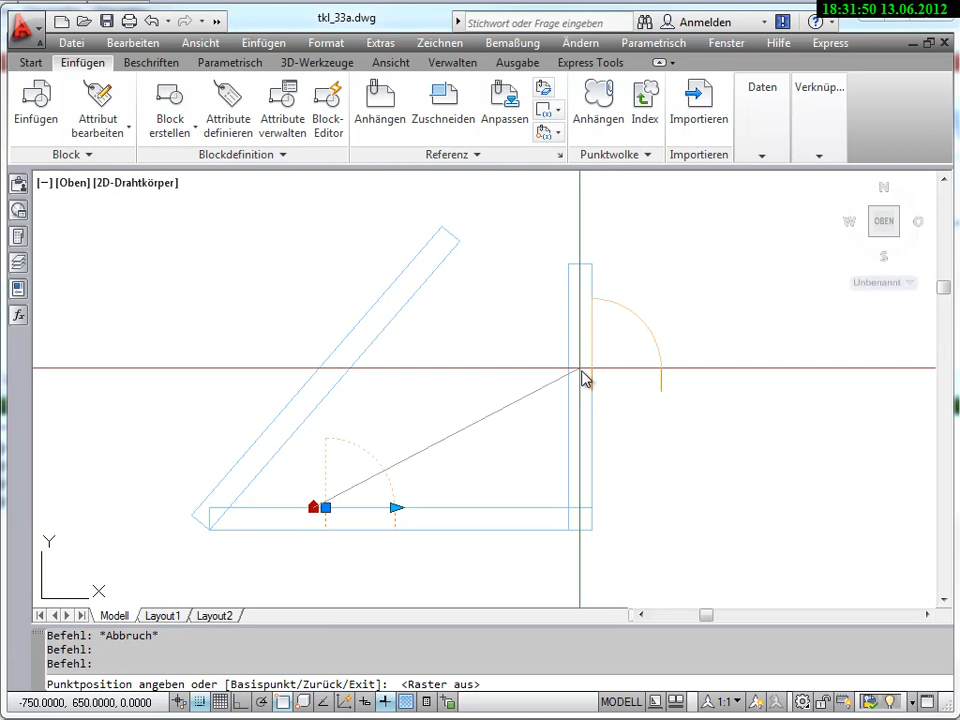 18:31:50 13.06.2012
tkl_33a.dwg
Stichwort oder Frage eingeben
Anmelden
Datei Bearbeiten Ansicht Einfügen Format Extras Zeichnen Bemaßung Ändern Parametrisch Fenster Hilfe Express
Start Einfügen Beschriften Parametrisch 3D-Werkzeuge Ansicht Verwalten Ausgabe Express Tools
Einfügen
Attribut bearbeiten
Block erstellen
Attribute definieren
Attribute verwalten
Block-Editor
Anhängen
Zuschneiden
Anpassen
Anhängen
Index
Importieren
Daten
Verknüp...
Block Blockdefinition Referenz Punktwolke Importieren
[−] [Oben] [2D-Drahtkörper]
N
W OBEN O
S
Unbenannt
Y
X
Modell Layout1 Layout2
Befehl: *Abbruch*
Befehl:
Befehl:
Punktposition angeben oder [Basispunkt/Zurück/Exit]: <Raster aus>
-750.0000, 650.0000, 0.0000
MODELL
1:1